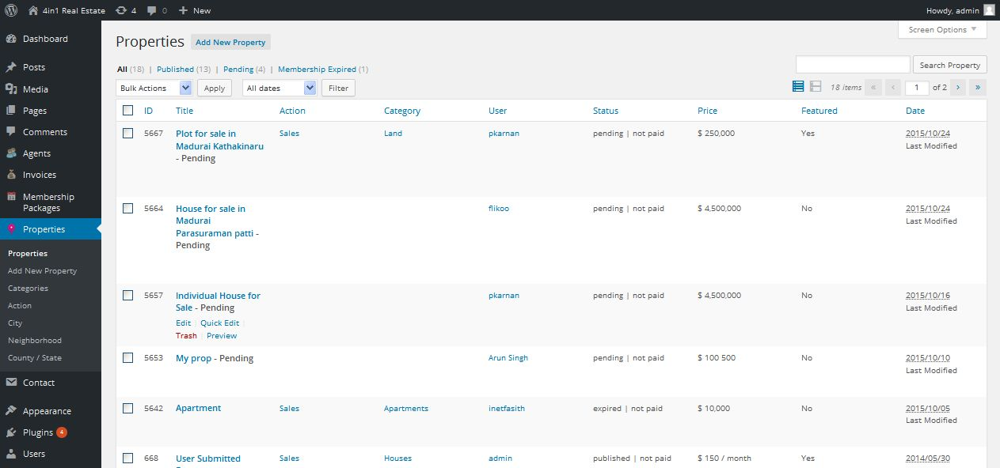 4in1 Real Estate 4 0 + New Howdy, admin
Screen Options
Dashboard
Posts
Media
Pages
Comments
Agents
Invoices
Membership
Packages
Properties
Properties
Add New Property
Categories
Action
City
Neighborhood
County / State
Contact
Appearance
Plugins 4
Users
Properties Add New Property
All (18) | Published (13) | Pending (4) | Membership Expired (1)
Search Property
Bulk Actions Apply All dates Filter
18 items « ‹ 1 of 2 › »
ID Title Action Category User Status Price Featured Date
5667 Plot for sale in Sales Land pkarnan pending | not paid $ 250,000 Yes 2015/10/24
Madurai Kathakinaru Last Modified
- Pending
5664 House for sale in flikoo pending | not paid $ 4,500,000 No 2015/10/24
Madurai Last Modified
Parasuraman patti -
Pending
5657 Individual House for pkarnan pending | not paid $ 4,500,000 No 2015/10/16
Sale - Pending Last Modified
Edit | Quick Edit |
Trash | Preview
5653 My prop - Pending Arun Singh pending | not paid $ 100 500 No 2015/10/10
Last Modified
5642 Apartment Sales Apartments inetfasith expired | not paid $ 10,000 No 2015/10/05
Last Modified
668 User Submitted Sales Houses admin published | not paid $ 150 / month Yes 2014/05/30